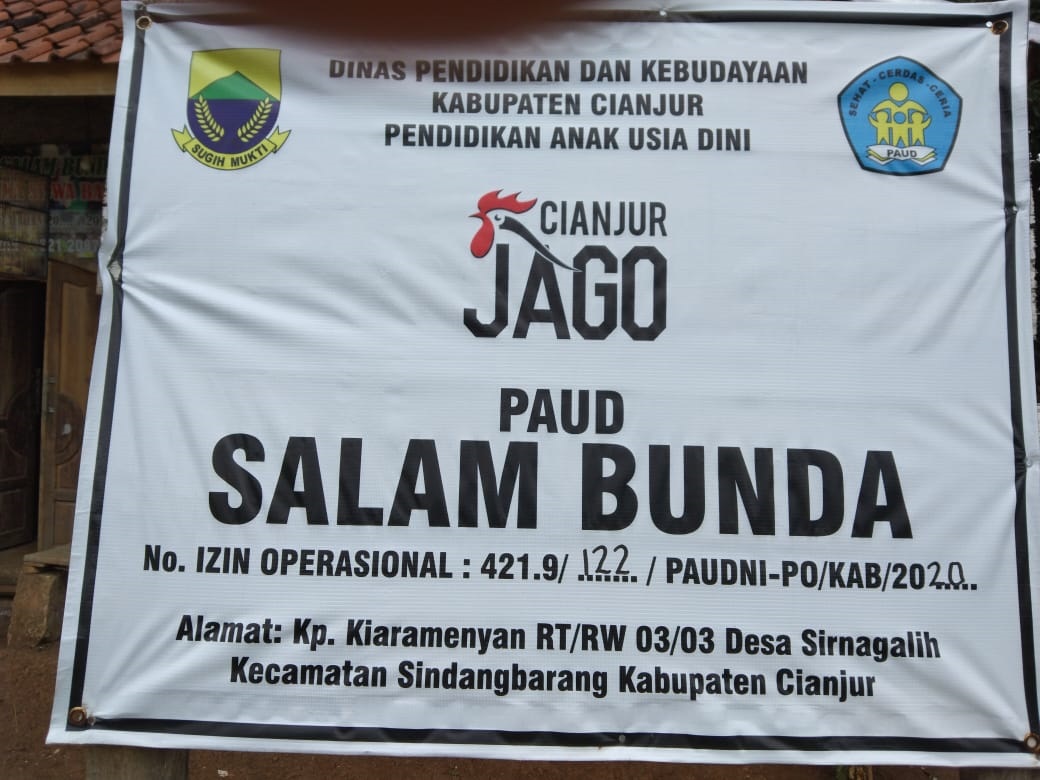 DINAS PENDIDIKAN DAN KEBUDAYAAN
KABUPATEN CIANJUR
PENDIDIKAN ANAK USIA DINI
SUGIH MUKTI
SEHAT - CERDAS - CERIA
PAUD
CIANJUR
JAGO
PAUD
SALAM BUNDA
No. IZIN OPERASIONAL : 421.9/ .122.. / PAUDNI-PO/KAB/2020.....
Alamat: Kp. Kiaramenyan RT/RW 03/03 Desa Sirnagalih
Kecamatan Sindangbarang Kabupaten Cianjur